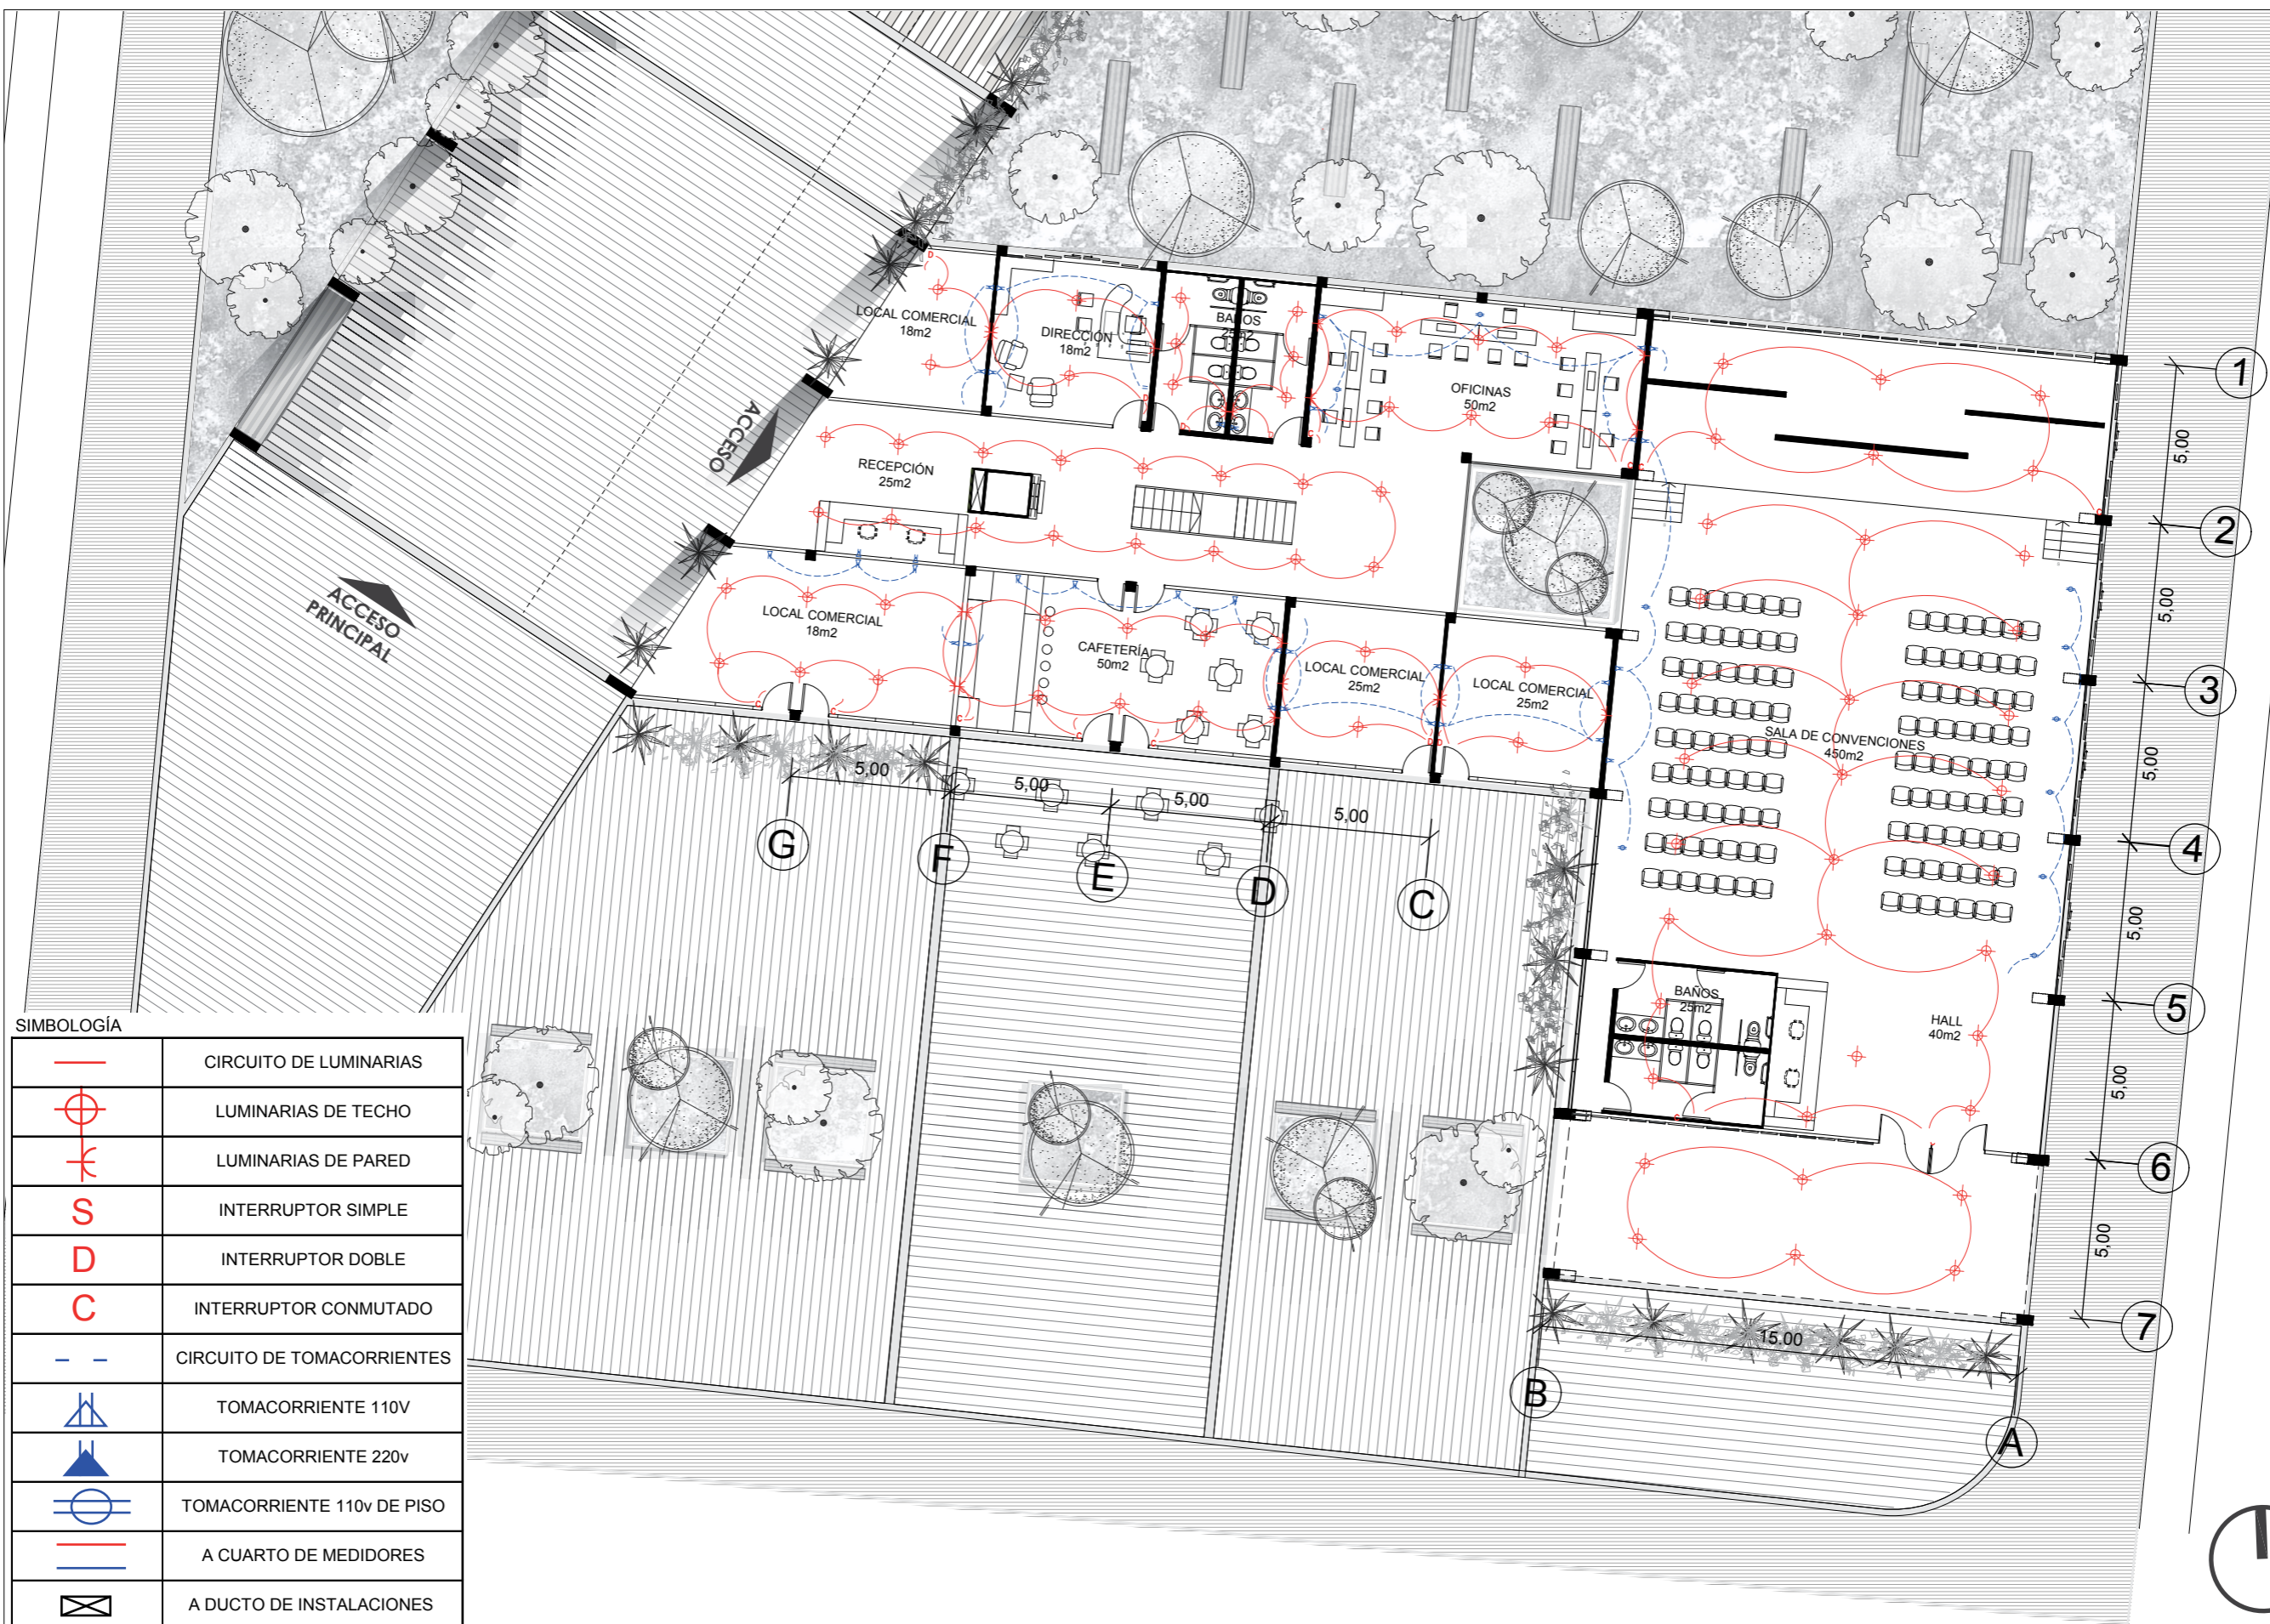 LOCAL COMERCIAL
18m2
DIRECCIÓN
18m2
BAÑOS
25m2
OFICINAS
50m2
ACCESO
RECEPCIÓN
25m2
ACCESO
PRINCIPAL
LOCAL COMERCIAL
18m2
CAFETERÍA
50m2
LOCAL COMERCIAL
25m2
LOCAL COMERCIAL
25m2
SALA DE CONVENCIONES
450m2
BAÑOS
25m2
HALL
40m2
1
5,00
2
5,00
3
5,00
4
5,00
5
5,00
6
5,00
7
5,00
5,00
5,00
5,00
G
F
E
D
C
15.00
B
A
SIMBOLOGÍA
CIRCUITO DE LUMINARIAS
LUMINARIAS DE TECHO
LUMINARIAS DE PARED
S INTERRUPTOR SIMPLE
D INTERRUPTOR DOBLE
C INTERRUPTOR CONMUTADO
CIRCUITO DE TOMACORRIENTES
TOMACORRIENTE 110V
TOMACORRIENTE 220v
TOMACORRIENTE 110v DE PISO
A CUARTO DE MEDIDORES
A DUCTO DE INSTALACIONES